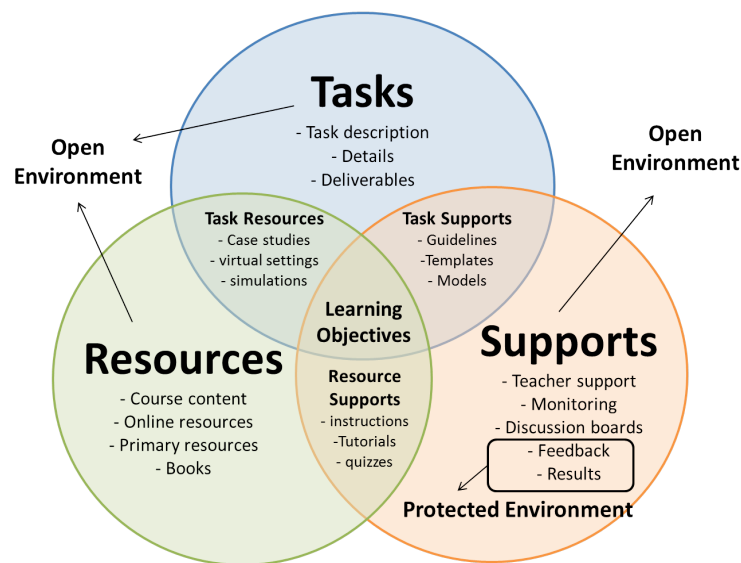 Tasks
- Task description
- Details
- Deliverables
Open
Environment
Open
Environment
Task Resources
- Case studies
- virtual settings
- simulations
Task Supports
- Guidelines
-Templates
- Models
Learning
Objectives
Resources
- Course content
- Online resources
- Primary resources
- Books
Resource
Supports
- instructions
-Tutorials
- quizzes
Supports
- Teacher support
- Monitoring
- Discussion boards
- Feedback
- Results
Protected Environment